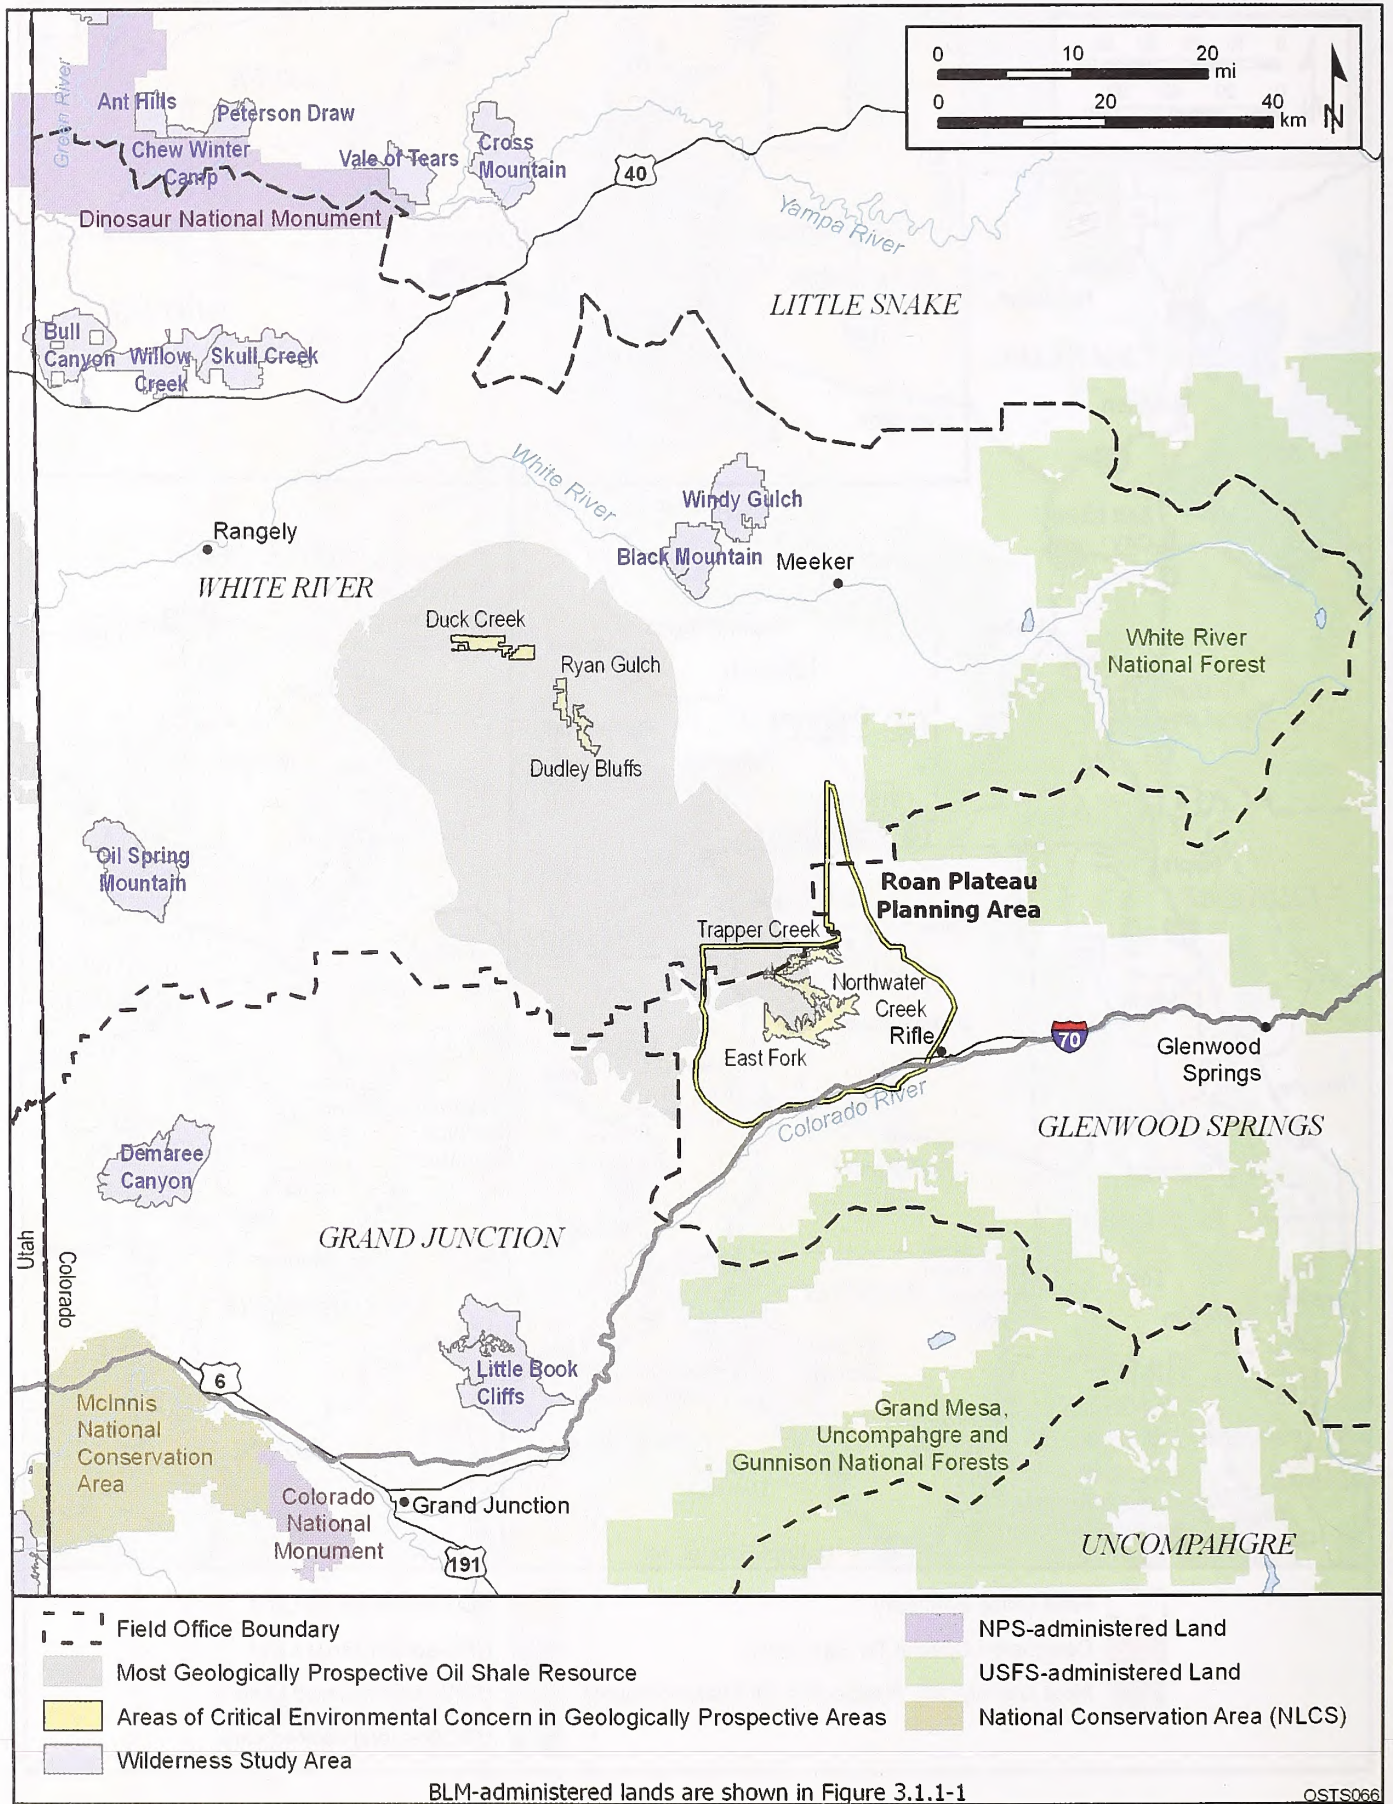 0 10 20 mi
0 20 40 km
N
Green River
Ant Hills
Peterson Draw
Chew Winter
Camp
Vale of Tears
Cross
Mountain
40
Dinosaur National Monument
Yampa River
LITTLE SNAKE
Bull
Canyon
Willow
Creek
Skull Creek
White River
Windy Gulch
Rangely
Black Mountain
Meeker
WHITE RIVER
Duck Creek
White River
National Forest
Ryan Gulch
Dudley Bluffs
Oil Spring
Mountain
Roan Plateau
Planning Area
Trapper Creek
Northwater
Creek
Rifle
East Fork
70
Glenwood
Springs
Colorado River
GLENWOOD SPRINGS
Demaree
Canyon
GRAND JUNCTION
Utah
Colorado
Little Book
Cliffs
6
McInnis
National
Conservation
Area
Grand Mesa,
Uncompahgre and
Gunnison National Forests
Colorado
National
Monument
Grand Junction
191
UNCOMPAHGRE
Field Office Boundary
Most Geologically Prospective Oil Shale Resource
Areas of Critical Environmental Concern in Geologically Prospective Areas
Wilderness Study Area
NPS-administered Land
USFS-administered Land
National Conservation Area (NLCS)
BLM-administered lands are shown in Figure 3.1.1-1
OSTS066